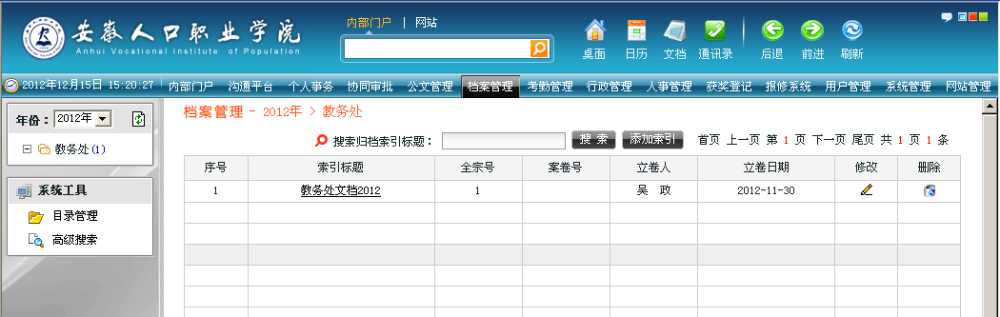 内部门户 | 网站
安徽人口职业学院
Anhui Vocational Institute of Population
桌面 日历 文档 通讯录 后退 前进 刷新
2012年12月15日 15:20:27 内部门户 沟通平台 个人事务 协同审批 公文管理 档案管理 考勤管理 行政管理 人事管理 获奖登记 报修系统 用户管理 系统管理 网站管理
年份： 2012年
教务处(1)
系统工具
目录管理
高级搜索
档案管理 - 2012年 > 教务处
搜索归档索引标题： 搜 索 添加索引 首页 上一页 第 1 页 下一页 尾页 共 1 页 1 条
序号 索引标题 全宗号 案卷号 立卷人 立卷日期 修改 删除
1 教务处文档2012 1 吴 政 2012-11-30